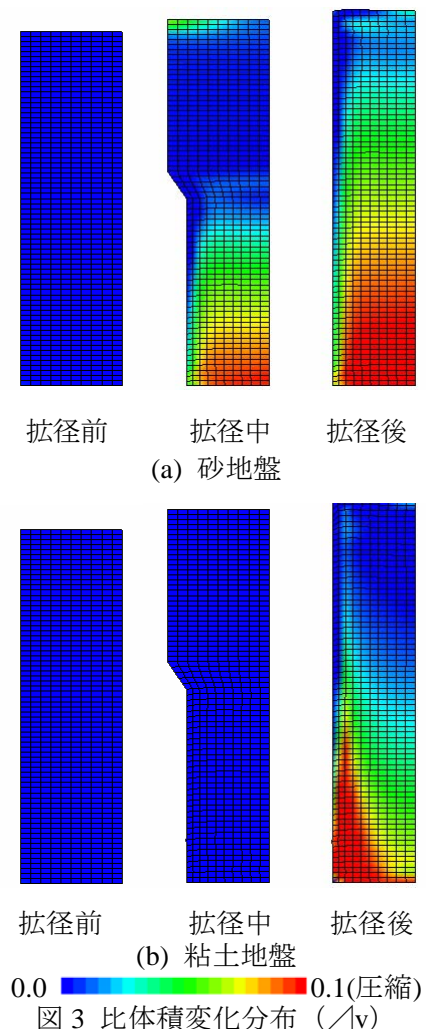 拡径前 拡径中 拡径後
(a) 砂地盤
拡径前 拡径中 拡径後
(b) 粘土地盤
0.0 0.1(圧縮)
図 3 比体積変化分布（／v）